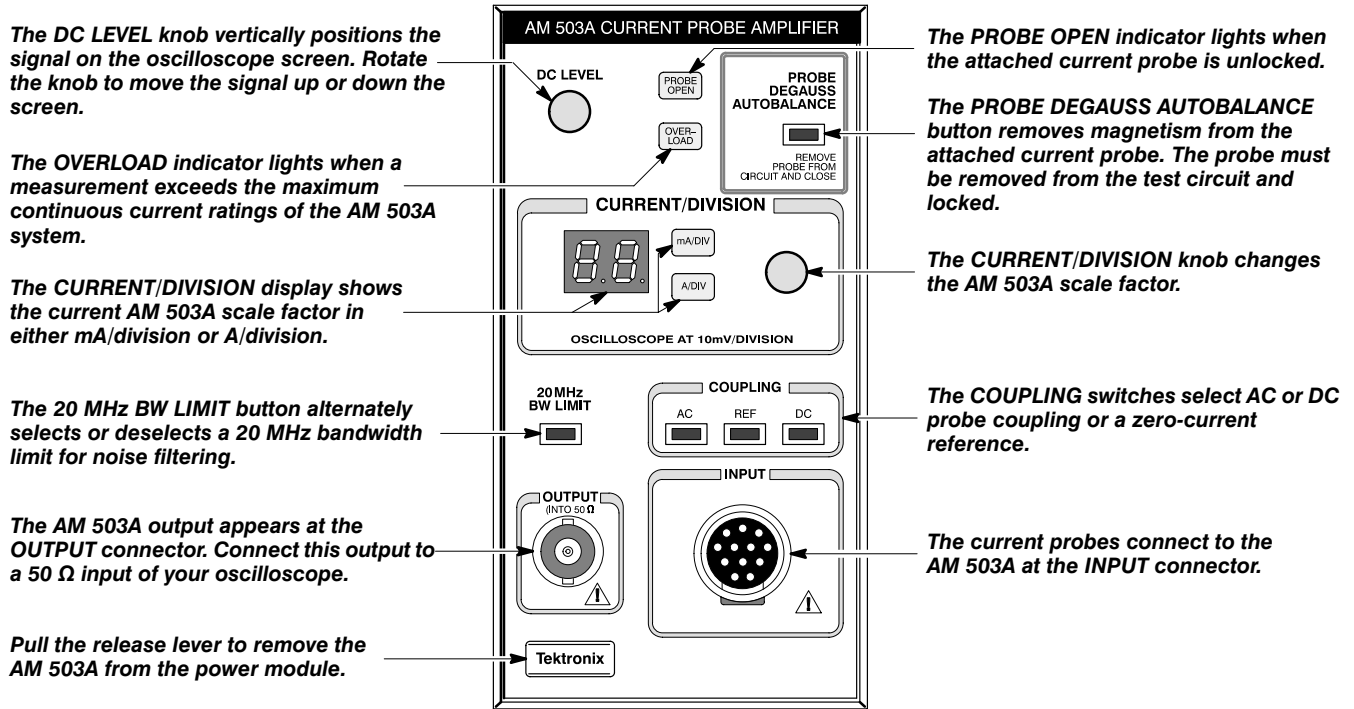 The DC LEVEL knob vertically positions the
signal on the oscilloscope screen. Rotate
the knob to move the signal up or down the
screen.
The OVERLOAD indicator lights when a
measurement exceeds the maximum
continuous current ratings of the AM 503A
system.
The CURRENT/DIVISION display shows
the current AM 503A scale factor in
either mA/division or A/division.
The 20 MHz BW LIMIT button alternately
selects or deselects a 20 MHz bandwidth
limit for noise filtering.
The AM 503A output appears at the
OUTPUT connector. Connect this output to
a 50 Ω input of your oscilloscope.
Pull the release lever to remove the
AM 503A from the power module.
AM 503A CURRENT PROBE AMPLIFIER
DC LEVEL
PROBE
OPEN
OVER–
LOAD
PROBE
DEGAUSS
AUTOBALANCE
REMOVE
PROBE FROM
CIRCUIT AND CLOSE
CURRENT/DIVISION
8.8.
mA/DIV
A/DIV
OSCILLOSCOPE AT 10mV/DIVISION
20MHz
BW LIMIT
COUPLING
AC REF DC
OUTPUT
(INTO 50 Ω
INPUT
Tektronix
The PROBE OPEN indicator lights when
the attached current probe is unlocked.
The PROBE DEGAUSS AUTOBALANCE
button removes magnetism from the
attached current probe. The probe must
be removed from the test circuit and
locked.
The CURRENT/DIVISION knob changes
the AM 503A scale factor.
The COUPLING switches select AC or DC
probe coupling or a zero-current
reference.
The current probes connect to the
AM 503A at the INPUT connector.